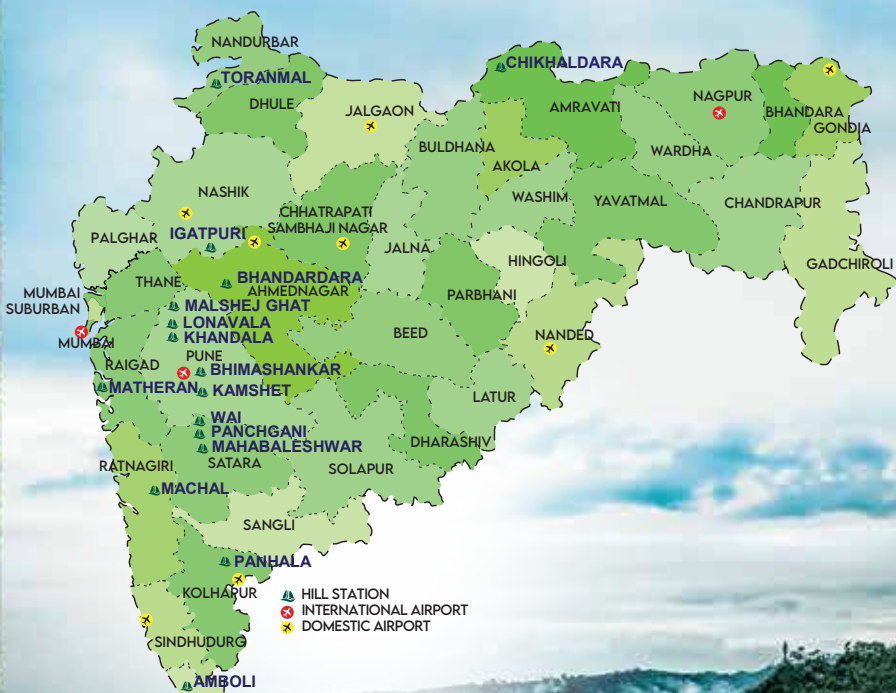 NANDURBAR
TORANMAL
DHULE
JALGAON
CHIKHALDARA
AMRAVATI
NAGPUR
BHANDARA
GONDIA
BULDHANA
AKOLA
WARDHA
NASHIK
CHHATRAPATI
SAMBHAJI NAGAR
WASHIM
YAVATMAL
CHANDRAPUR
PALGHAR
IGATPURI
JALNA
HINGOLI
GADCHIROLI
THANE
BHANDARDARA
AHMEDNAGAR
PARBHANI
MUMBAI
SUBURBAN
MALSHEJ GHAT
LONAVALA
KHANDALA
BEED
NANDED
MUMBAI
RAIGAD
PUNE
BHIMASHANKAR
MATHERAN
KAMSHET
LATUR
WAI
PANCHGANI
MAHABALESHWAR
DHARASHIV
RATNAGIRI
SATARA
SOLAPUR
MACHAL
SANGLI
PANHALA
KOLHAPUR
HILL STATION
INTERNATIONAL AIRPORT
DOMESTIC AIRPORT
SINDHUDURG
AMBOLI